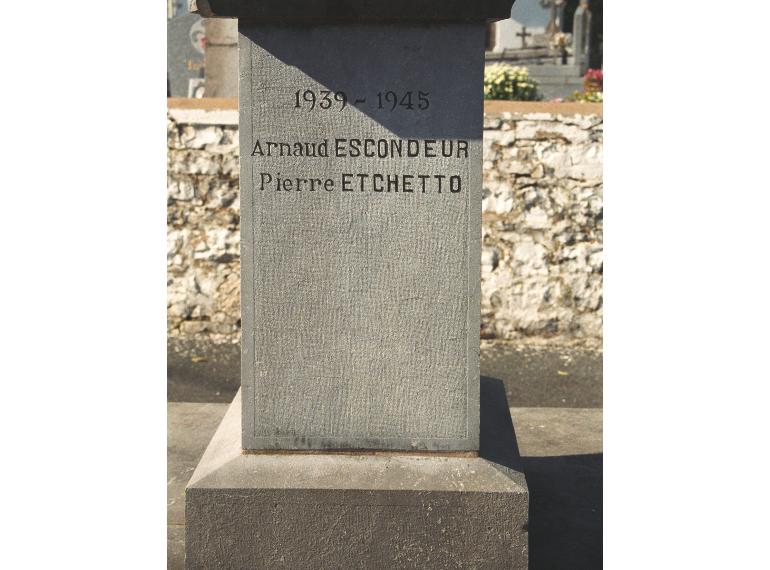 1939 - 1945
Arnaud ESCONDEUR
Pierre ETCHETTO